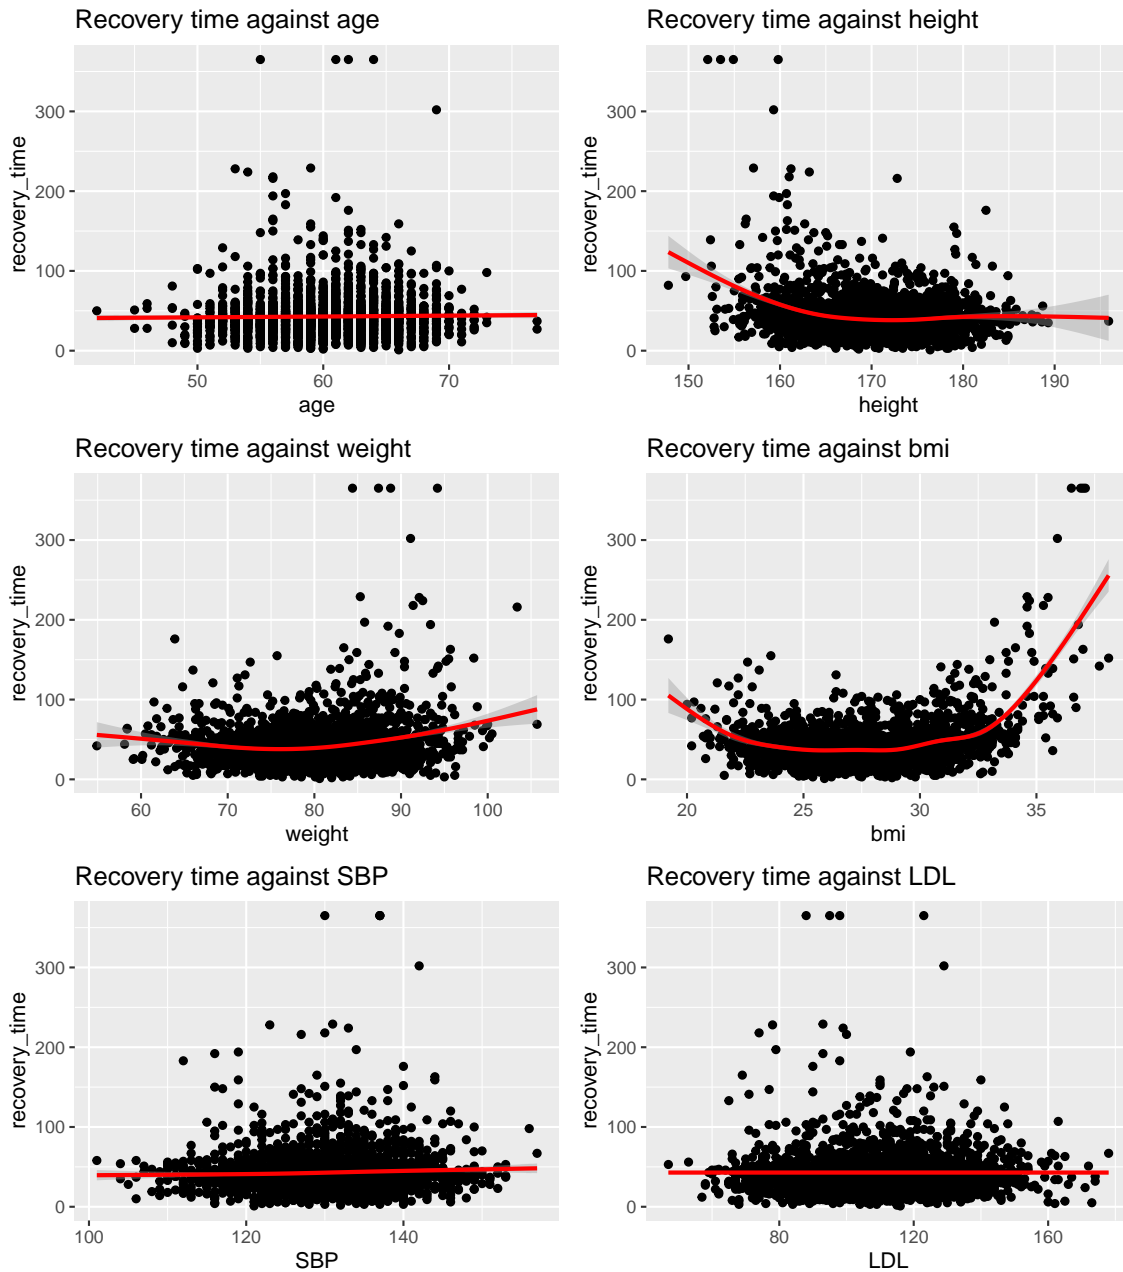 Recovery time against age
recovery_time
300
200
100
0
50
60
70
age
Recovery time against height
recovery_time
300
200
100
0
150
160
170
180
190
height
Recovery time against weight
recovery_time
300
200
100
0
60
70
80
90
100
weight
Recovery time against bmi
recovery_time
300
200
100
0
20
25
30
35
bmi
Recovery time against SBP
recovery_time
300
200
100
0
100
120
140
SBP
Recovery time against LDL
recovery_time
300
200
100
0
80
120
160
LDL